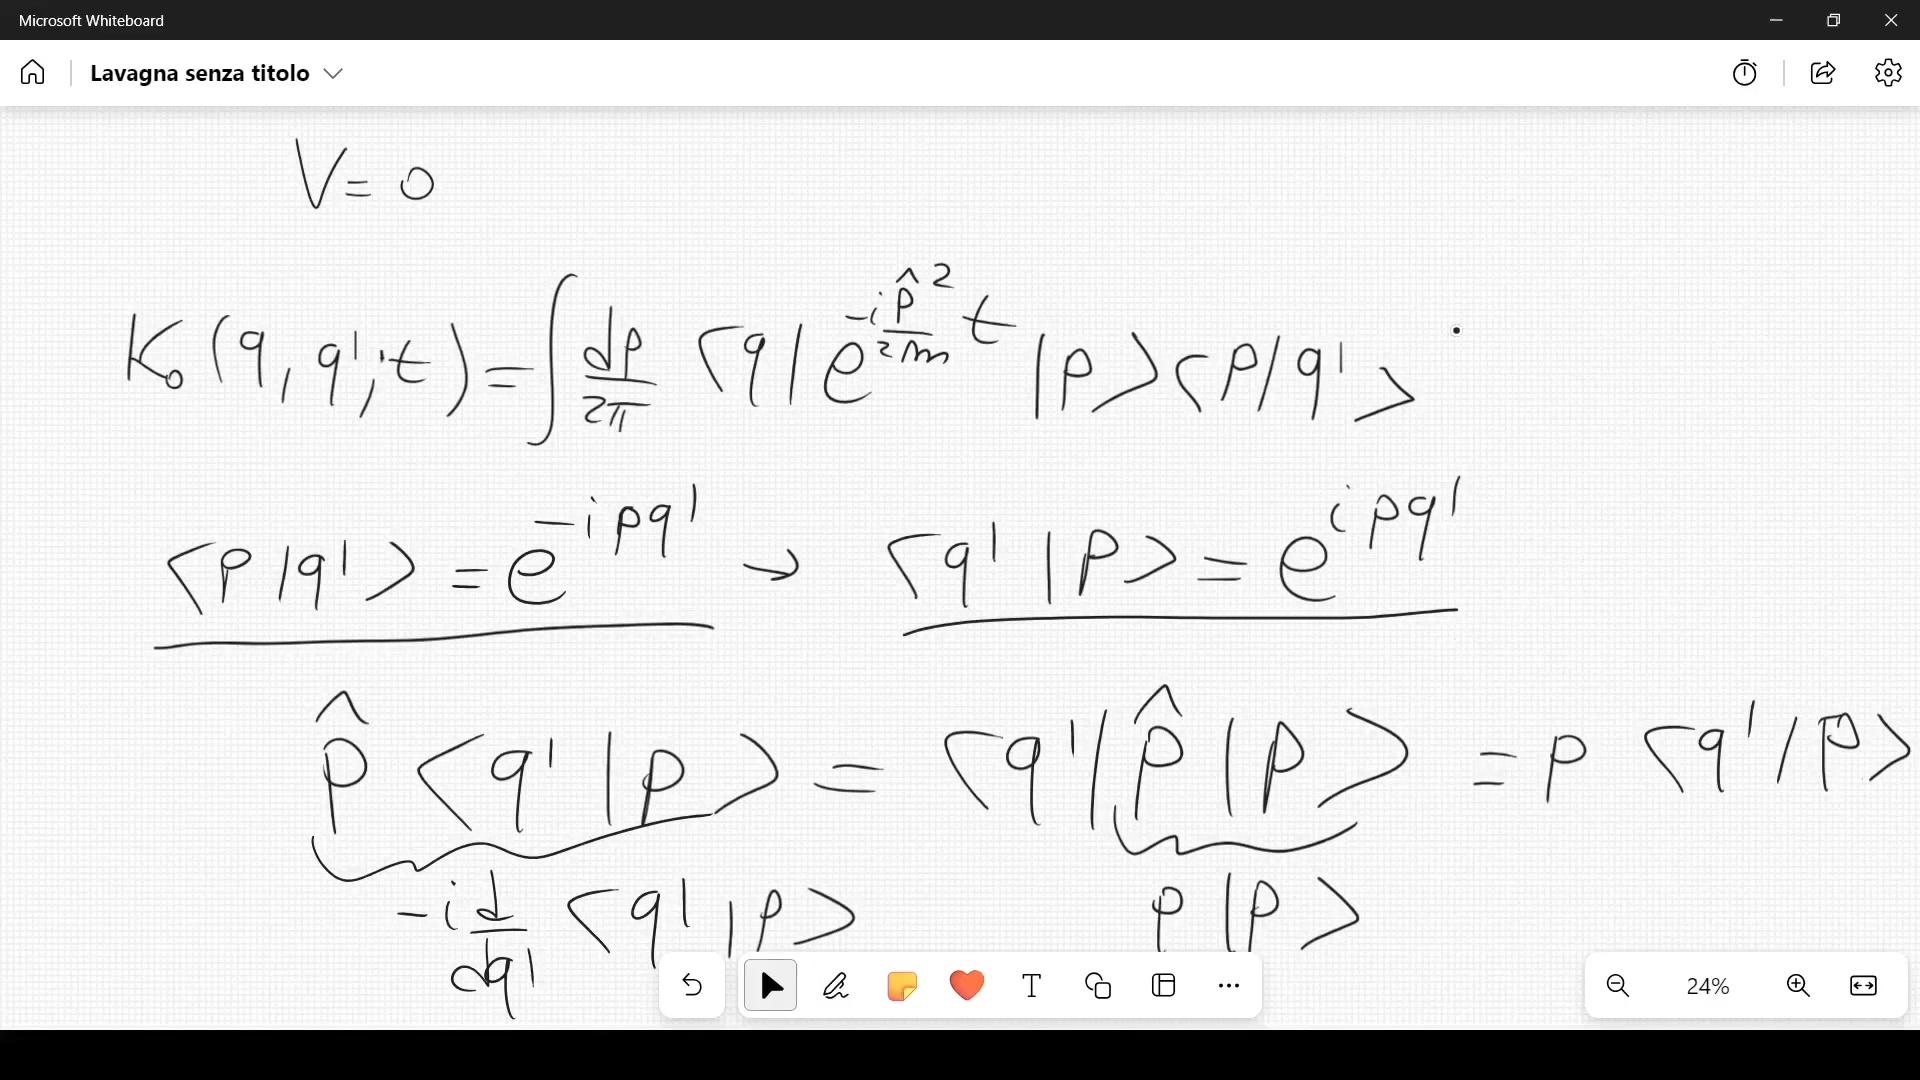 Microsoft Whiteboard
Lavagna senza titolo
V = 0
K₀(q, q'; t) = ∫ dp/2π ⟨q| e^(-i p̂²/2m t) |p⟩⟨p|q'⟩
⟨p|q'⟩ = e^(-ipq') → ⟨q'|p⟩ = e^(ipq')
p̂ ⟨q'|p⟩ = ⟨q'|p̂|p⟩ = p ⟨q'|p⟩
-i d/dq' ⟨q'|p⟩ p|p⟩
24%